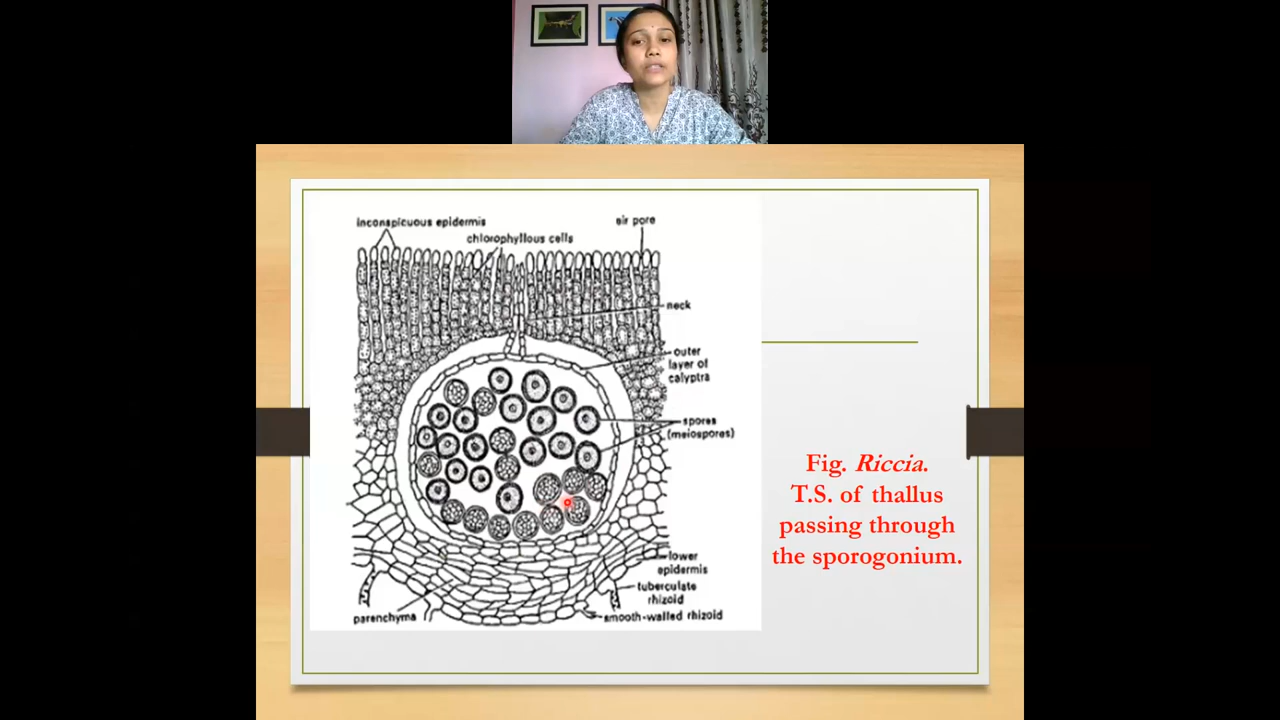 inconspicuous epidermis
air pore
chlorophyllous cells
neck
outer
layer of
calyptra
spores
(meiospores)
lower
epidermis
tuberculate
rhizoid
parenchyma
smooth-walled rhizoid
Fig. Riccia.
T.S. of thallus
passing through
the sporogonium.